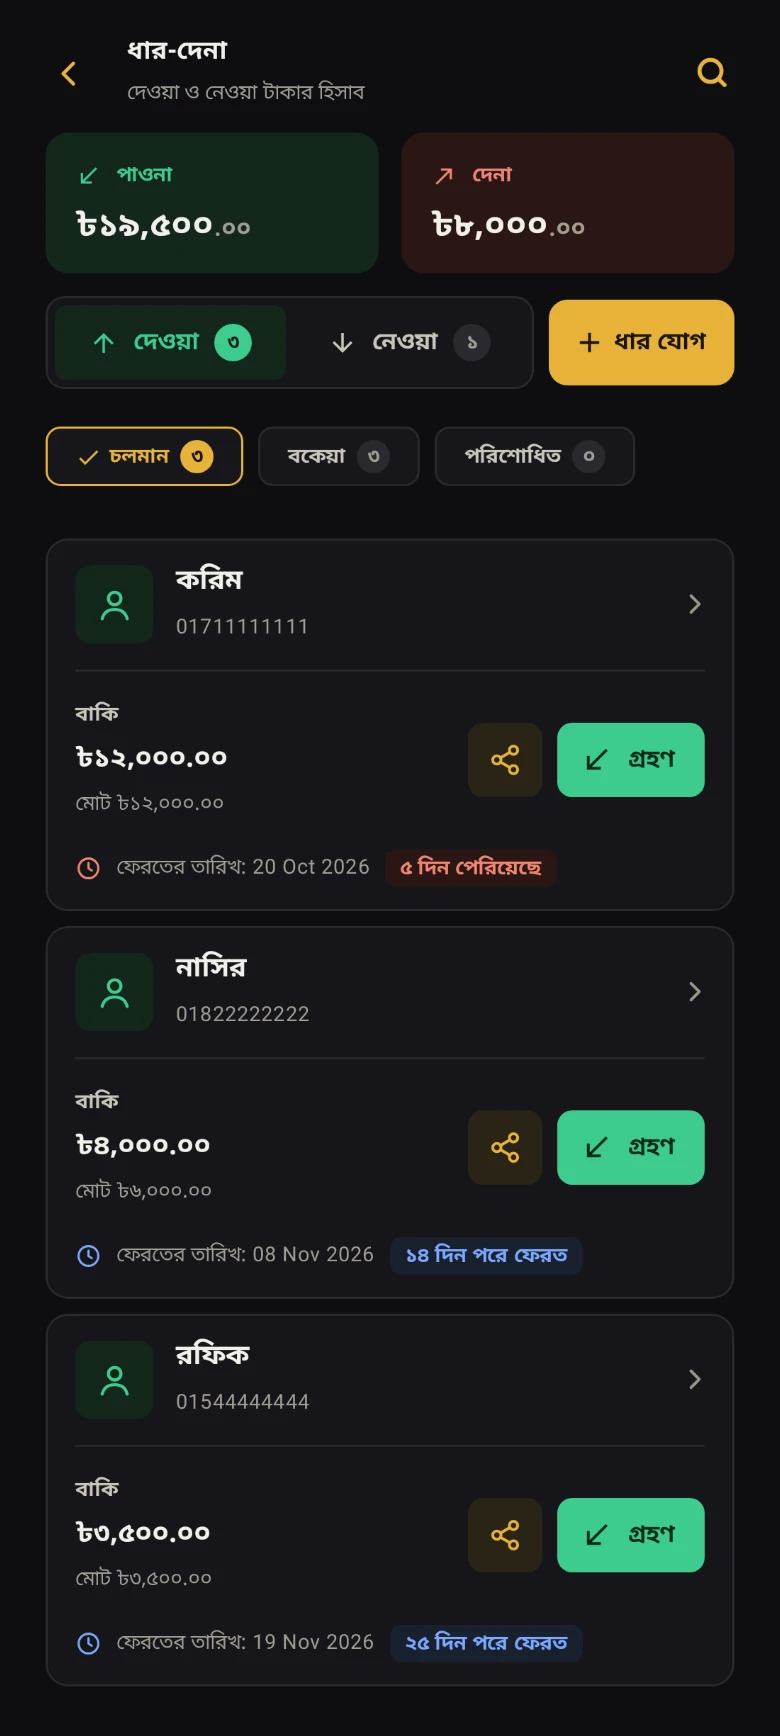 ধার-দেনা
দেওয়া ও নেওয়া টাকার হিসাব
পাওনা
৳১৯,৫০০.০০
দেনা
৳৮,০০০.০০
দেওয়া ৩
নেওয়া ১
ধার যোগ
চলমান ৩
বকেয়া ৩
পরিশোধিত ০
করিম
01711111111
বাকি
৳১২,০০০.০০
মোট ৳১২,০০০.০০
গ্রহণ
ফেরতের তারিখ: 20 Oct 2026
৫ দিন পেরিয়েছে
নাসির
01822222222
বাকি
৳৪,০০০.০০
মোট ৳৬,০০০.০০
গ্রহণ
ফেরতের তারিখ: 08 Nov 2026
১৪ দিন পরে ফেরত
রফিক
01544444444
বাকি
৳৩,৫০০.০০
মোট ৳৩,৫০০.০০
গ্রহণ
ফেরতের তারিখ: 19 Nov 2026
২৫ দিন পরে ফেরত